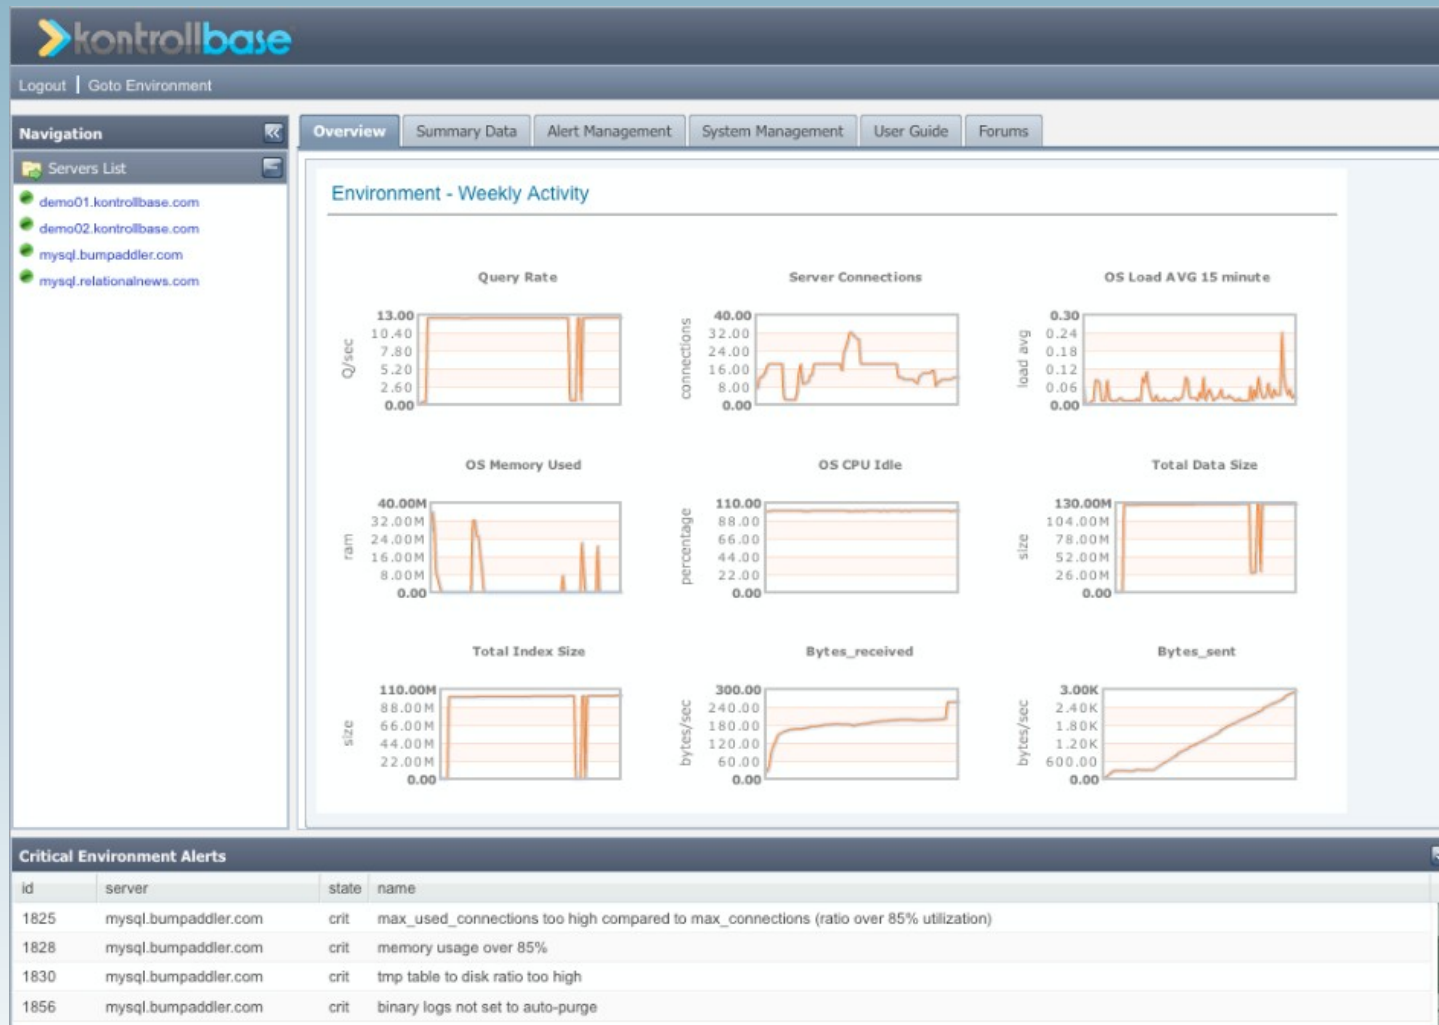 kontrollbase
Logout | Goto Environment
Navigation
Servers List
demo01.kontrollbase.com
demo02.kontrollbase.com
mysql.bumpaddler.com
mysql.relationalnews.com
Overview Summary Data Alert Management System Management User Guide Forums
Environment - Weekly Activity
Query Rate
Q/sec
13.00
10.40
7.80
5.20
2.60
0.00
Server Connections
connections
40.00
32.00
24.00
16.00
8.00
0.00
OS Load AVG 15 minute
load avg
0.30
0.24
0.18
0.12
0.06
0.00
OS Memory Used
ram
40.00M
32.00M
24.00M
16.00M
8.00M
0.00
OS CPU Idle
percentage
110.00
88.00
66.00
44.00
22.00
0.00
Total Data Size
size
130.00M
104.00M
78.00M
52.00M
26.00M
0.00
Total Index Size
size
110.00M
88.00M
66.00M
44.00M
22.00M
0.00
Bytes_received
bytes/sec
300.00
240.00
180.00
120.00
60.00
0.00
Bytes_sent
bytes/sec
3.00K
2.40K
1.80K
1.20K
600.00
0.00
Critical Environment Alerts
id server state name
1825 mysql.bumpaddler.com crit max_used_connections too high compared to max_connections (ratio over 85% utilization)
1828 mysql.bumpaddler.com crit memory usage over 85%
1830 mysql.bumpaddler.com crit tmp table to disk ratio too high
1856 mysql.bumpaddler.com crit binary logs not set to auto-purge